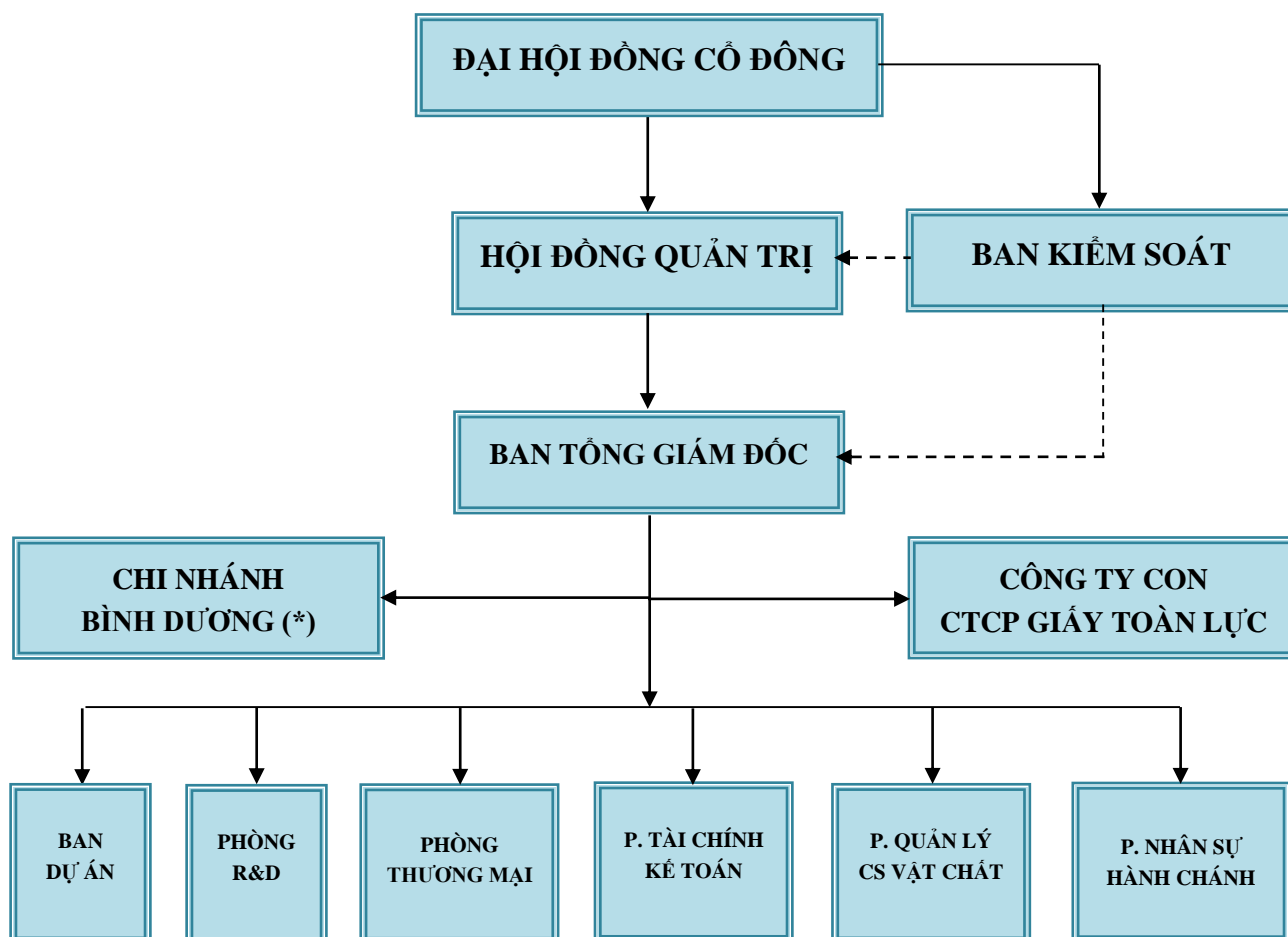 ĐẠI HỘI ĐỒNG CỔ ĐÔNG
HỘI ĐỒNG QUẢN TRỊ
BAN KIỂM SOÁT
BAN TỔNG GIÁM ĐỐC
CHI NHÁNH
BÌNH DƯƠNG (*)
CÔNG TY CON
CTCP GIẤY TOÀN LỰC
BAN
DỰ ÁN
PHÒNG
R&D
PHÒNG
THƯƠNG MẠI
P. TÀI CHÍNH
KẾ TOÁN
P. QUẢN LÝ
CS VẬT CHẤT
P. NHÂN SỰ
HÀNH CHÁNH